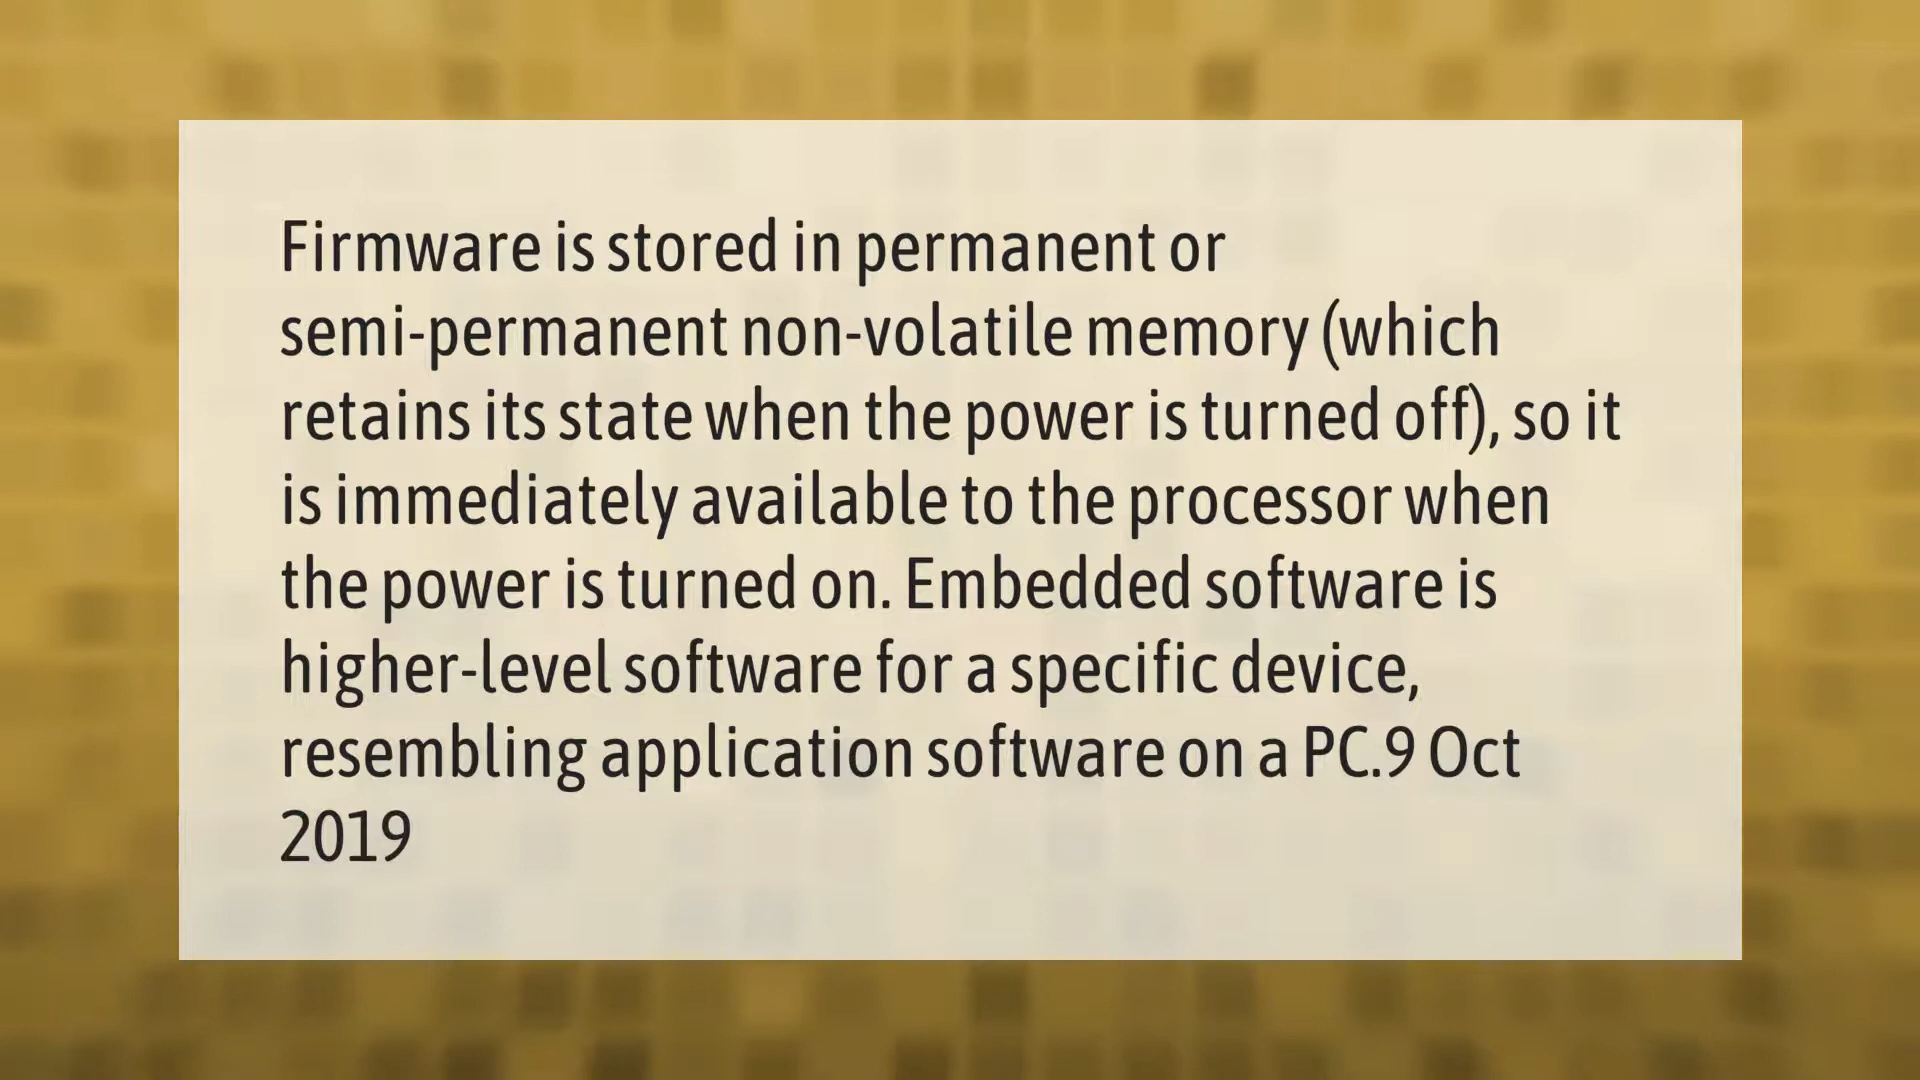 Firmware is stored in permanent or
semi-permanent non-volatile memory (which
retains its state when the power is turned off), so it
is immediately available to the processor when
the power is turned on. Embedded software is
higher-level software for a specific device,
resembling application software on a PC.9 Oct
2019